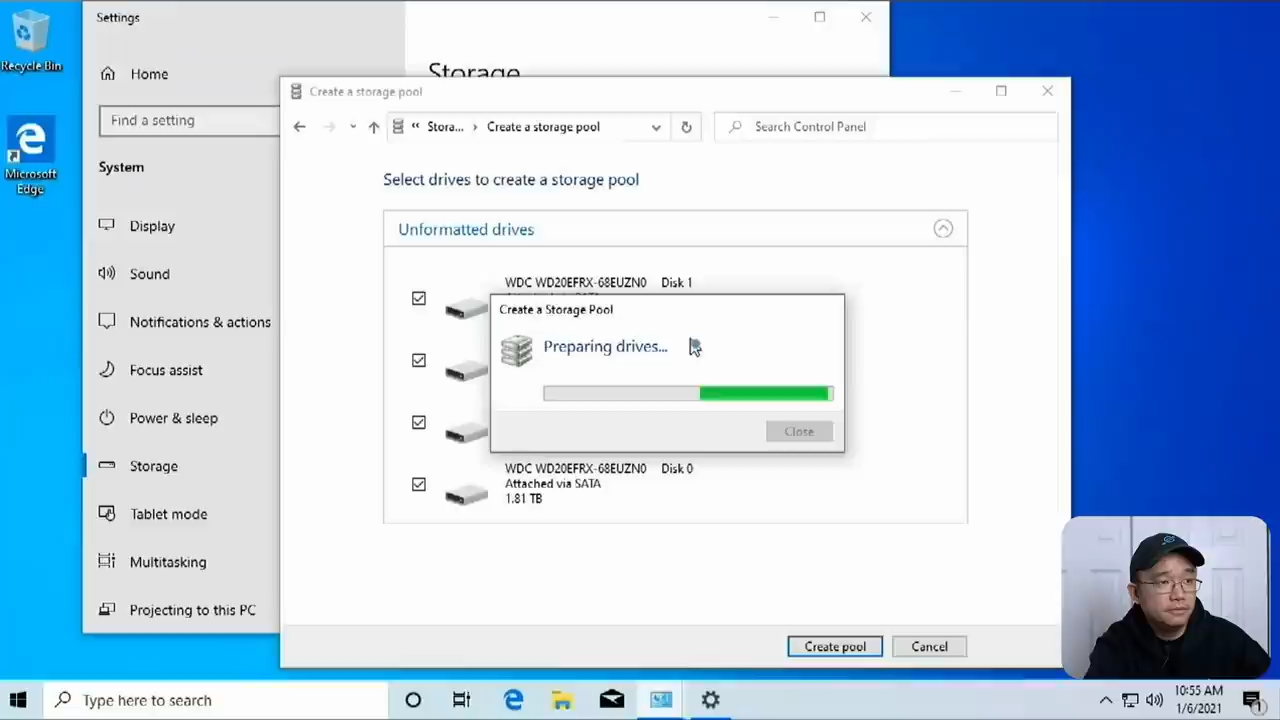 Settings
Recycle Bin
Microsoft
Edge
Home
Find a setting
System
Display
Sound
Notifications & actions
Focus assist
Power & sleep
Storage
Tablet mode
Multitasking
Projecting to this PC
Storage
Create a storage pool
Stora... › Create a storage pool
Search Control Panel
Select drives to create a storage pool
Unformatted drives
WDC WD20EFRX-68EUZN0 Disk 1
Create a Storage Pool
Preparing drives...
Close
WDC WD20EFRX-68EUZN0 Disk 0
Attached via SATA
1.81 TB
Create pool
Cancel
Type here to search
10:55 AM
1/6/2021
1